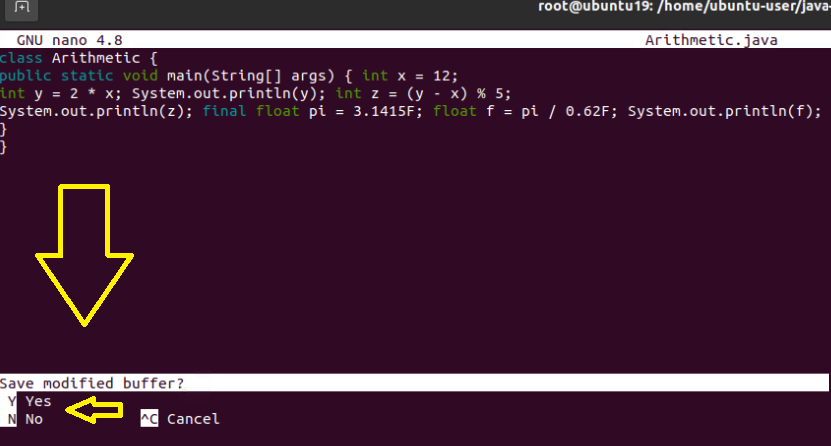 root@ubuntu19: /home/ubuntu-user/java-
GNU nano 4.8 Arithmetic.java
class Arithmetic {
public static void main(String[] args) { int x = 12;
int y = 2 * x; System.out.println(y); int z = (y - x) % 5;
System.out.println(z); final float pi = 3.1415F; float f = pi / 0.62F; System.out.println(f);
}
}
Save modified buffer?
Y Yes
N No ^C Cancel